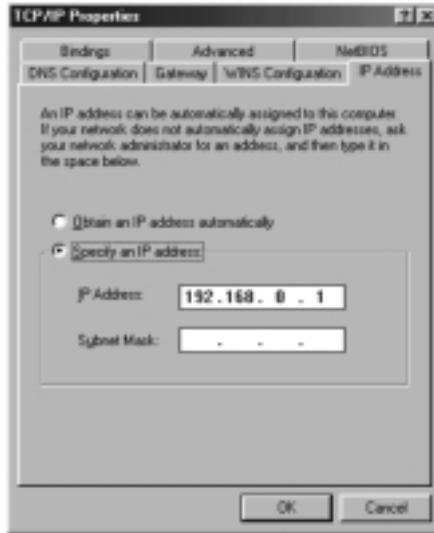 TCP/IP Properties
Bindings Advanced NetBIOS
DNS Configuration Gateway WINS Configuration IP Address
An IP address can be automatically assigned to this computer.
If your network does not automatically assign IP addresses, ask
your network administrator for an address, and then type it in
the space below.
Obtain an IP address automatically
Specify an IP address:
IP Address: 192.168. 0 . 1
Subnet Mask: . . .
OK Cancel